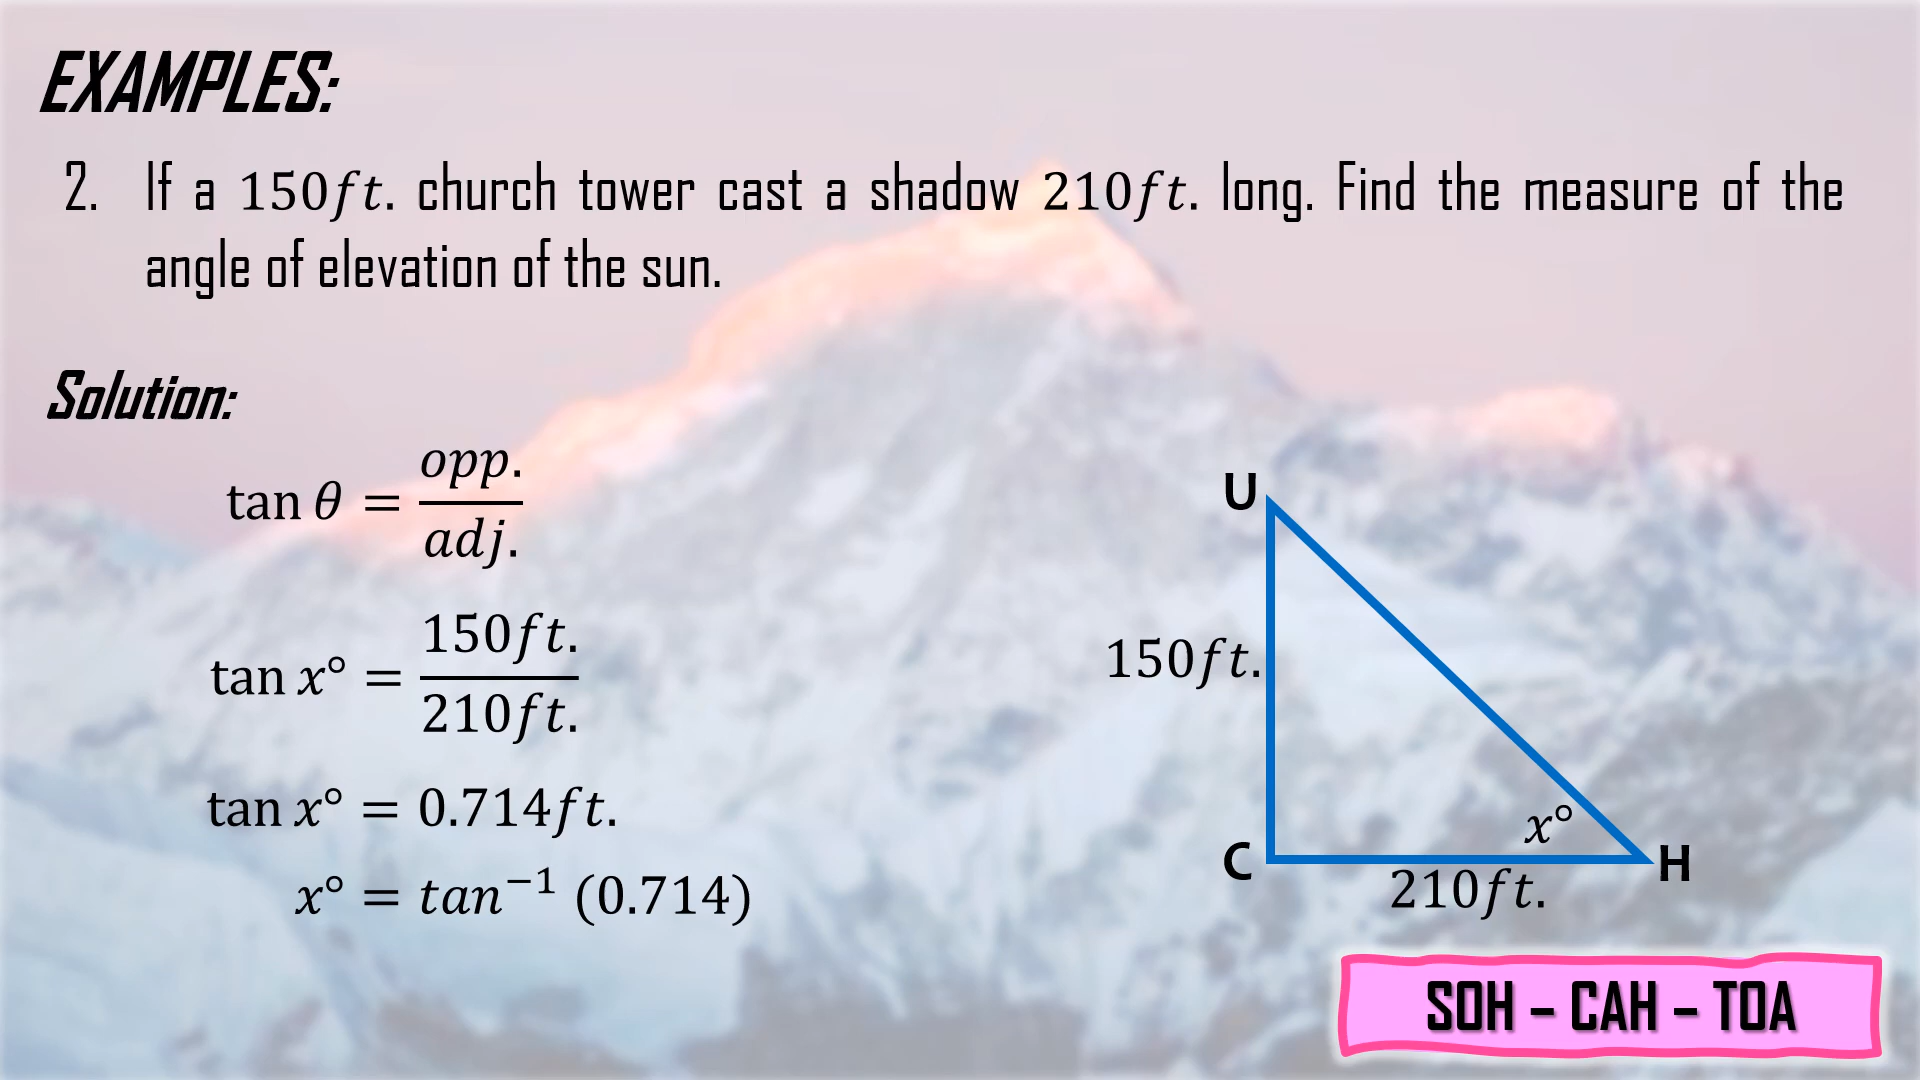 EXAMPLES:
2. If a 150ft. church tower cast a shadow 210ft. long. Find the measure of the
angle of elevation of the sun.
Solution:
tan θ = opp./adj.
tan x° = 150ft./210ft.
tan x° = 0.714ft.
x° = tan⁻¹ (0.714)
U
150ft.
x°
C
H
210ft.
SOH – CAH – TOA